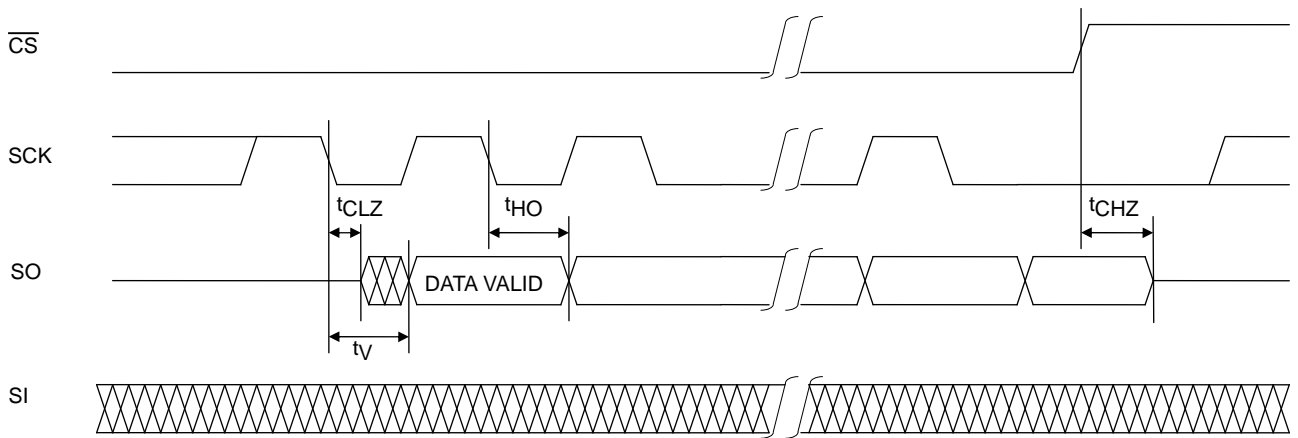 CS
SCK
tCLZ
tHO
tCHZ
SO
DATA VALID
tV
SI